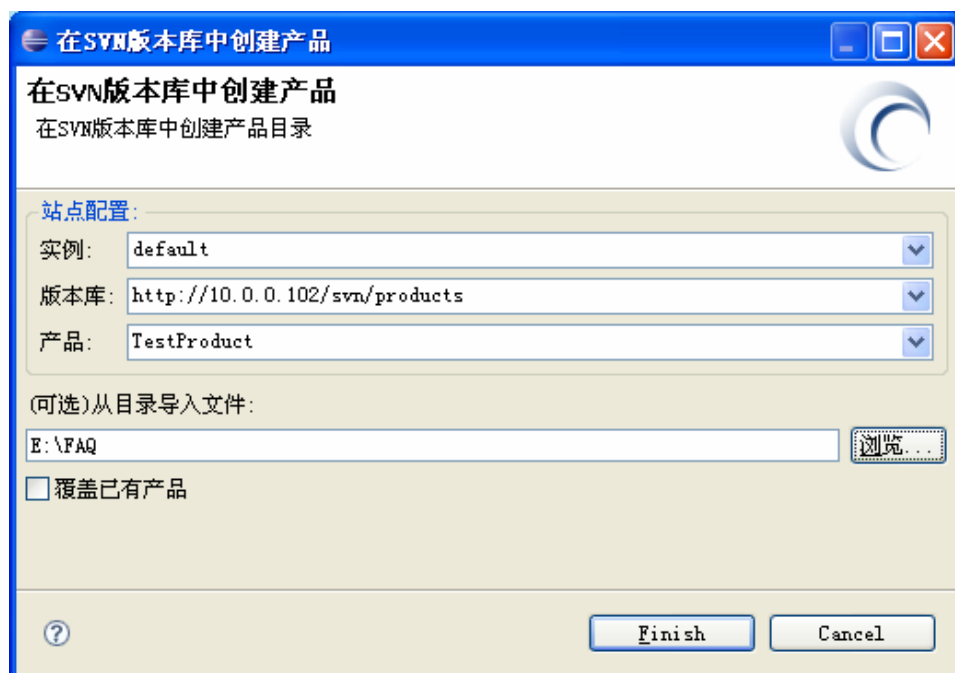 在SVN版本库中创建产品
在SVN版本库中创建产品
在SVN版本库中创建产品目录
站点配置:
实例: default
版本库: http://10.0.0.102/svn/products
产品: TestProduct
(可选)从目录导入文件:
E:\FAQ 浏览...
覆盖已有产品
? Finish Cancel